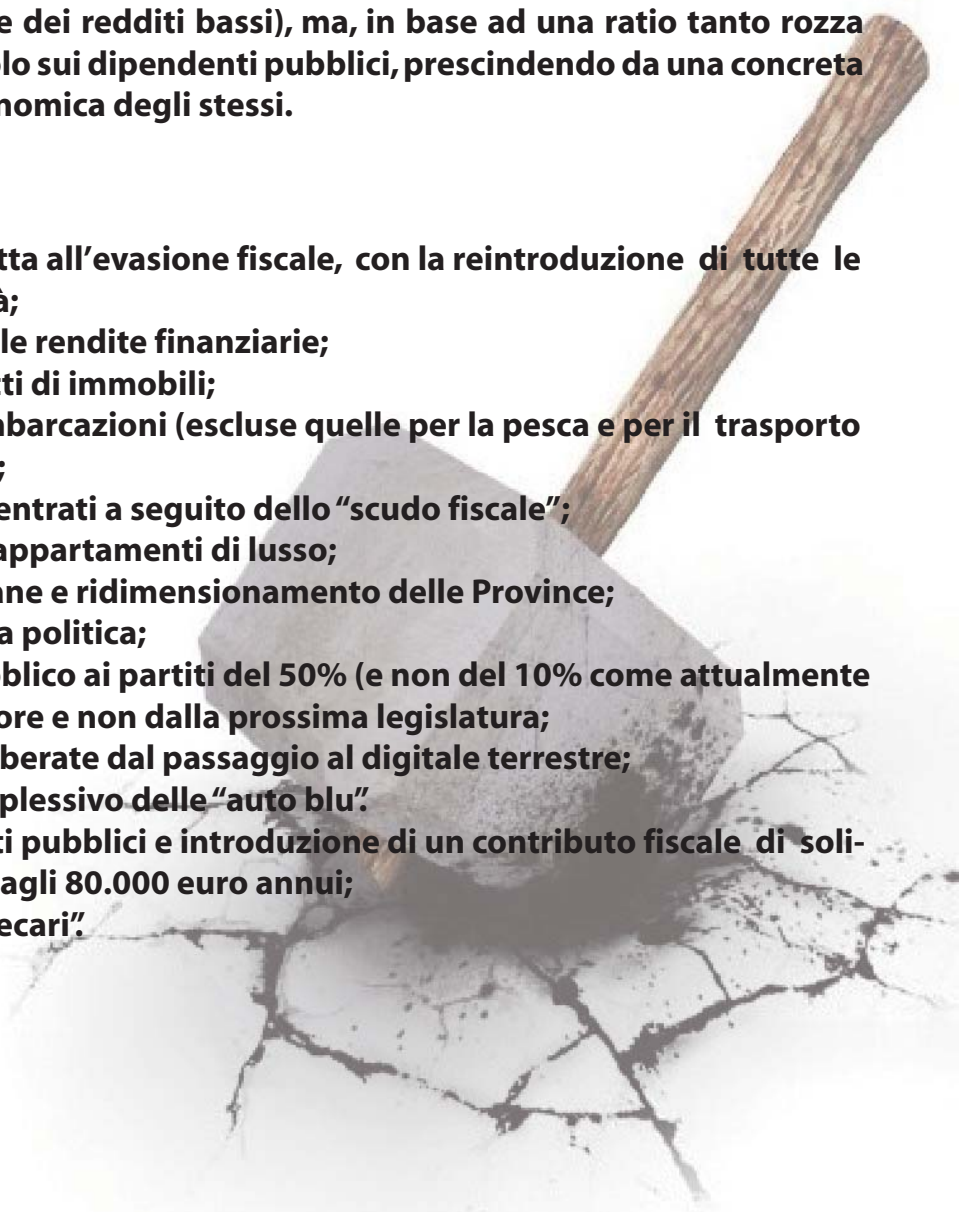 e dei redditi bassi), ma, in base ad una ratio tanto rozza
olo sui dipendenti pubblici, prescindendo da una concreta
nomica degli stessi.
tta all’evasione fiscale, con la reintroduzione di tutte le
à;
le rendite finanziarie;
tti di immobili;
nbarcazioni (escluse quelle per la pesca e per il trasporto
;
entrati a seguito dello “scudo fiscale”;
appartamenti di lusso;
ane e ridimensionamento delle Province;
a politica;
blico ai partiti del 50% (e non del 10% come attualmente
ore e non dalla prossima legislatura;
berate dal passaggio al digitale terrestre;
plessivo delle “auto blu”.
ti pubblici e introduzione di un contributo fiscale di soli-
agli 80.000 euro annui;
ecari”.